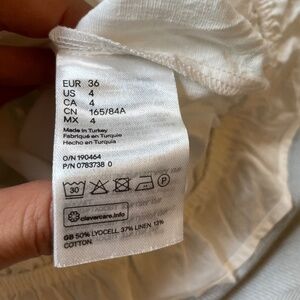 EUR 36
US 4
CA 4
CN 165/84A
MX 4
Made in Turkey
Fabriqué en Turquie
Hecho en Turquía
O/N 190464
P/N 0783738 0
30
clevercare.info
GB 50% LYOCELL, 37% LINEN, 13%
COTTON.